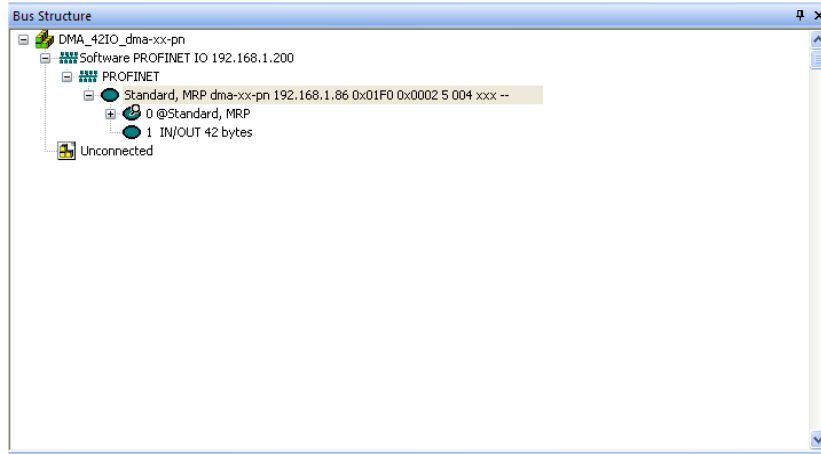 Bus Structure
DMA_42IO_dma-xx-pn
Software PROFINET IO 192.168.1.200
PROFINET
Standard, MRP dma-xx-pn 192.168.1.86 0x01F0 0x0002 5 004 xxx --
0 @Standard, MRP
1 IN/OUT 42 bytes
Unconnected